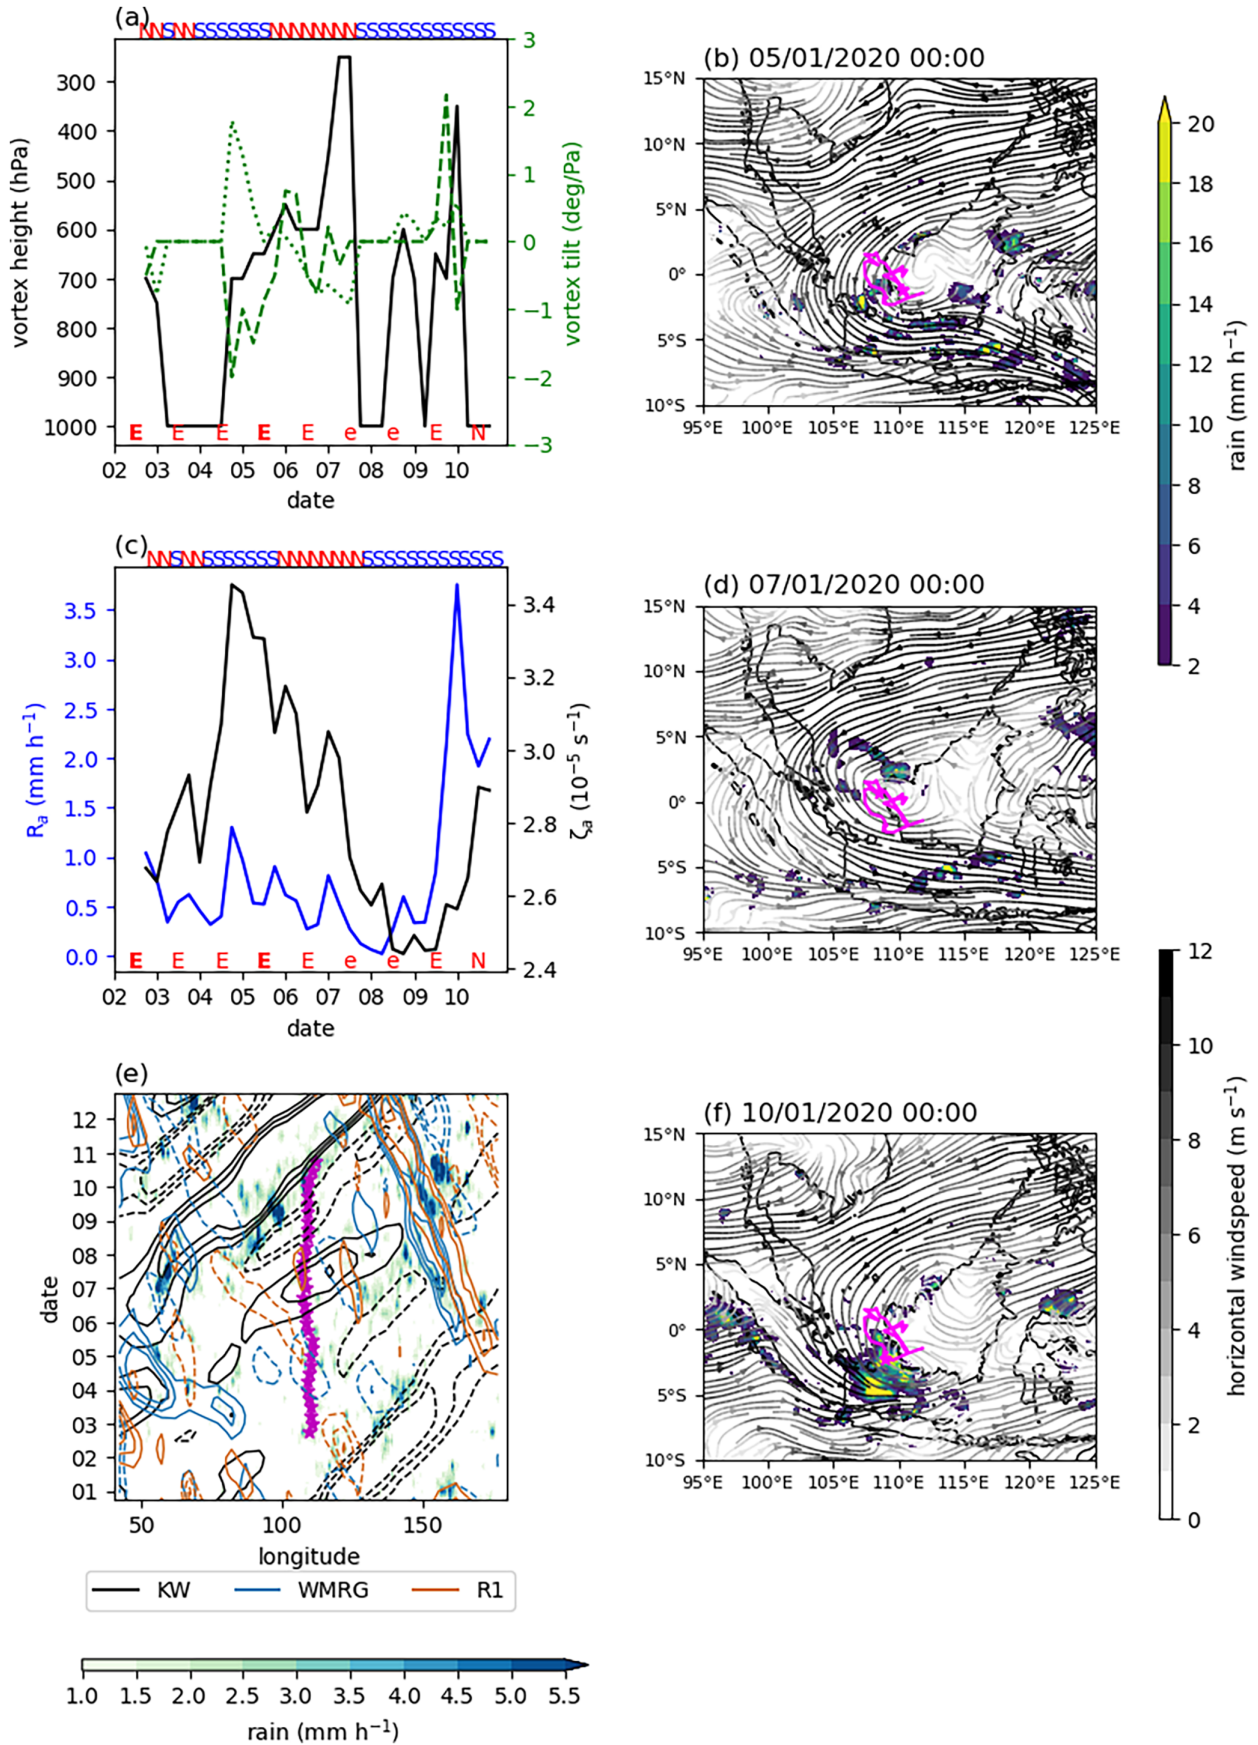 (a)
NNSNNSSSSSSSNNNNNNNNSSSSSSSSSSSSS
300
400
500
600
700
800
900
1000
vortex height (hPa)
3
2
1
0
−1
−2
−3
vortex tilt (deg/Pa)
E E E E E e e E N
02 03 04 05 06 07 08 09 10
date
(b) 05/01/2020 00:00
15°N
10°N
5°N
0°
5°S
10°S
95°E 100°E 105°E 110°E 115°E 120°E 125°E
20
18
16
14
12
10
8
6
4
2
rain (mm h−1)
(c)
NNSNNSSSSSSSNNNNNNNNSSSSSSSSSSSSS
3.5
3.0
2.5
2.0
1.5
1.0
0.5
0.0
Ra (mm h−1)
3.4
3.2
3.0
2.8
2.6
2.4
ζa (10−5 s−1)
E E E E E e e E N
02 03 04 05 06 07 08 09 10
date
(d) 07/01/2020 00:00
15°N
10°N
5°N
0°
5°S
10°S
95°E 100°E 105°E 110°E 115°E 120°E 125°E
(e)
12
11
10
09
08
07
06
05
04
03
02
01
date
50 100 150
longitude
KW WMRG R1
1.0 1.5 2.0 2.5 3.0 3.5 4.0 4.5 5.0 5.5
rain (mm h−1)
(f) 10/01/2020 00:00
15°N
10°N
5°N
0°
5°S
10°S
95°E 100°E 105°E 110°E 115°E 120°E 125°E
12
10
8
6
4
2
0
horizontal windspeed (m s−1)